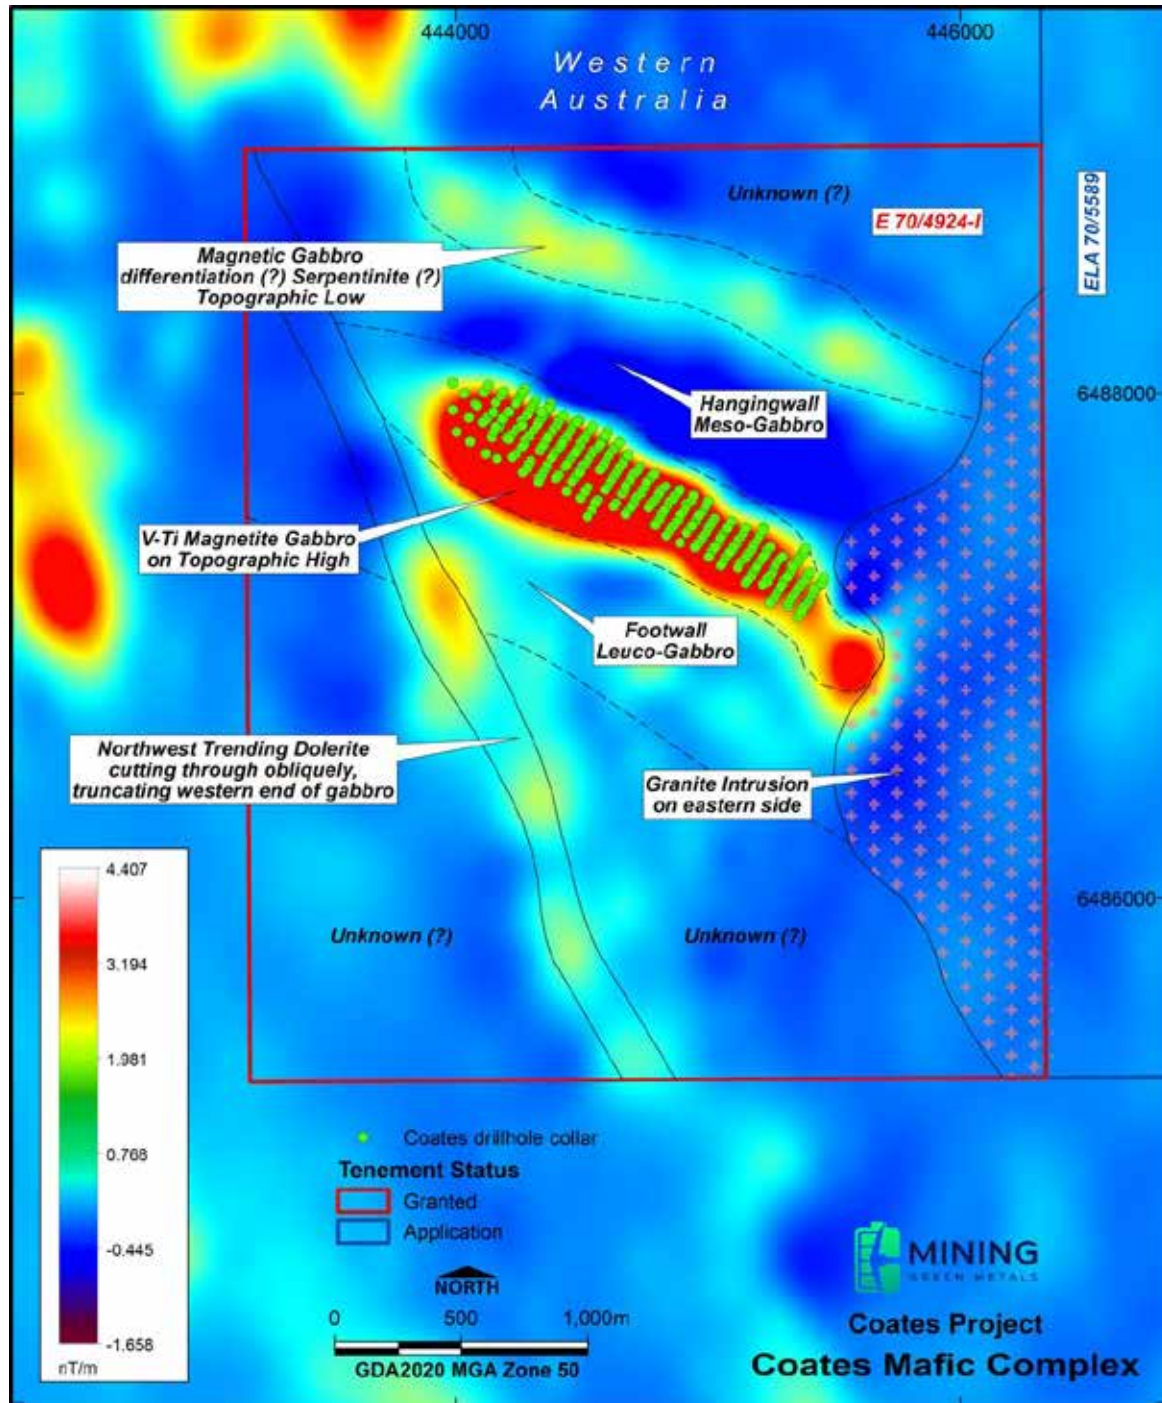 444000
446000
Western
Australia
Unknown (?)
E 70/4924-I
ELA 70/5589
Magnetic Gabbro
differentiation (?) Serpentinite (?)
Topographic Low
6488000
Hangingwall
Meso-Gabbro
V-Ti Magnetite Gabbro
on Topographic High
Footwall
Leuco-Gabbro
Northwest Trending Dolerite
cutting through obliquely,
truncating western end of gabbro
Granite Intrusion
on eastern side
4.407
3.194
1.981
0.768
-0.445
-1.658
nT/m
6486000
Unknown (?)
Unknown (?)
Coates drillhole collar
Tenement Status
Granted
Application
NORTH
0 500 1,000m
GDA2020 MGA Zone 50
MINING
GREEN METALS
Coates Project
Coates Mafic Complex